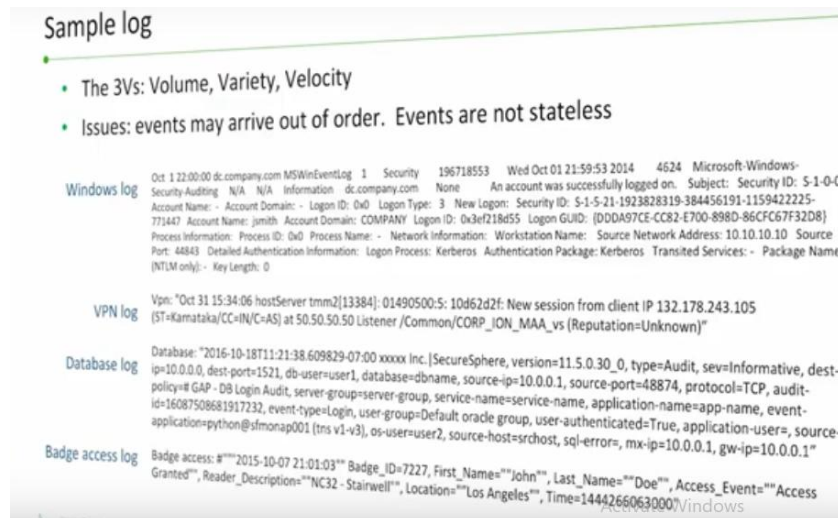 Sample log
• The 3Vs: Volume, Variety, Velocity
• Issues: events may arrive out of order. Events are not stateless
Windows log
Oct 1 22:00:00 dc.company.com MSWinEventLog 1 Security 196718553 Wed Oct 01 21:59:53 2014 4624 Microsoft-Windows-
Security-Auditing N/A N/A Information dc.company.com None An account was successfully logged on. Subject: Security ID: S-1-0-0
Account Name: - Account Domain: - Logon ID: 0x0 Logon Type: 3 New Logon: Security ID: S-1-5-21-1923828319-384456191-1159422225-
771447 Account Name: jsmith Account Domain: COMPANY Logon ID: 0x3ef218d55 Logon GUID: {DDDA97CE-CC82-E700-898D-86CFC67F32D8}
Process Information: Process ID: 0x0 Process Name: - Network Information: Workstation Name: Source Network Address: 10.10.10.10 Source
Port: 44843 Detailed Authentication Information: Logon Process: Kerberos Authentication Package: Kerberos Transited Services: - Package Name
(NTLM only): - Key Length: 0
VPN log
Vpn: "Oct 31 15:34:06 hostServer tmm2[13384]: 01490500:5: 10d62d2f: New session from client IP 132.178.243.105
(ST=Karnataka/CC=IN/C=AS) at 50.50.50.50 Listener /Common/CORP_ION_MAA_vs (Reputation=Unknown)"
Database log
Database: "2016-10-18T11:21:38.609829-07:00 xxxxx Inc.|SecureSphere, version=11.5.0.30_0, type=Audit, sev=Informative, dest-
ip=10.0.0.0, dest-port=1521, db-user=user1, database=dbname, source-ip=10.0.0.1, source-port=48874, protocol=TCP, audit-
policy=# GAP - DB Login Audit, server-group=server-group, service-name=service-name, application-name=app-name, event-
id=16087508681917232, event-type=Login, user-group=Default oracle group, user-authenticated=True, application-user=, source-
application=python@sfmonap001 (tns v1-v3), os-user=user2, source-host=srchost, sql-error=, mx-ip=10.0.0.1, gw-ip=10.0.0.1"
Badge access log
Badge access: #"""2015-10-07 21:01:03"" Badge_ID=7227, First_Name=""John"", Last_Name=""Doe"", Access_Event=""Access
Granted"", Reader_Description=""NC32 - Stairwell"", Location=""Los Angeles"", Time=1444266063000"
Activate Windows